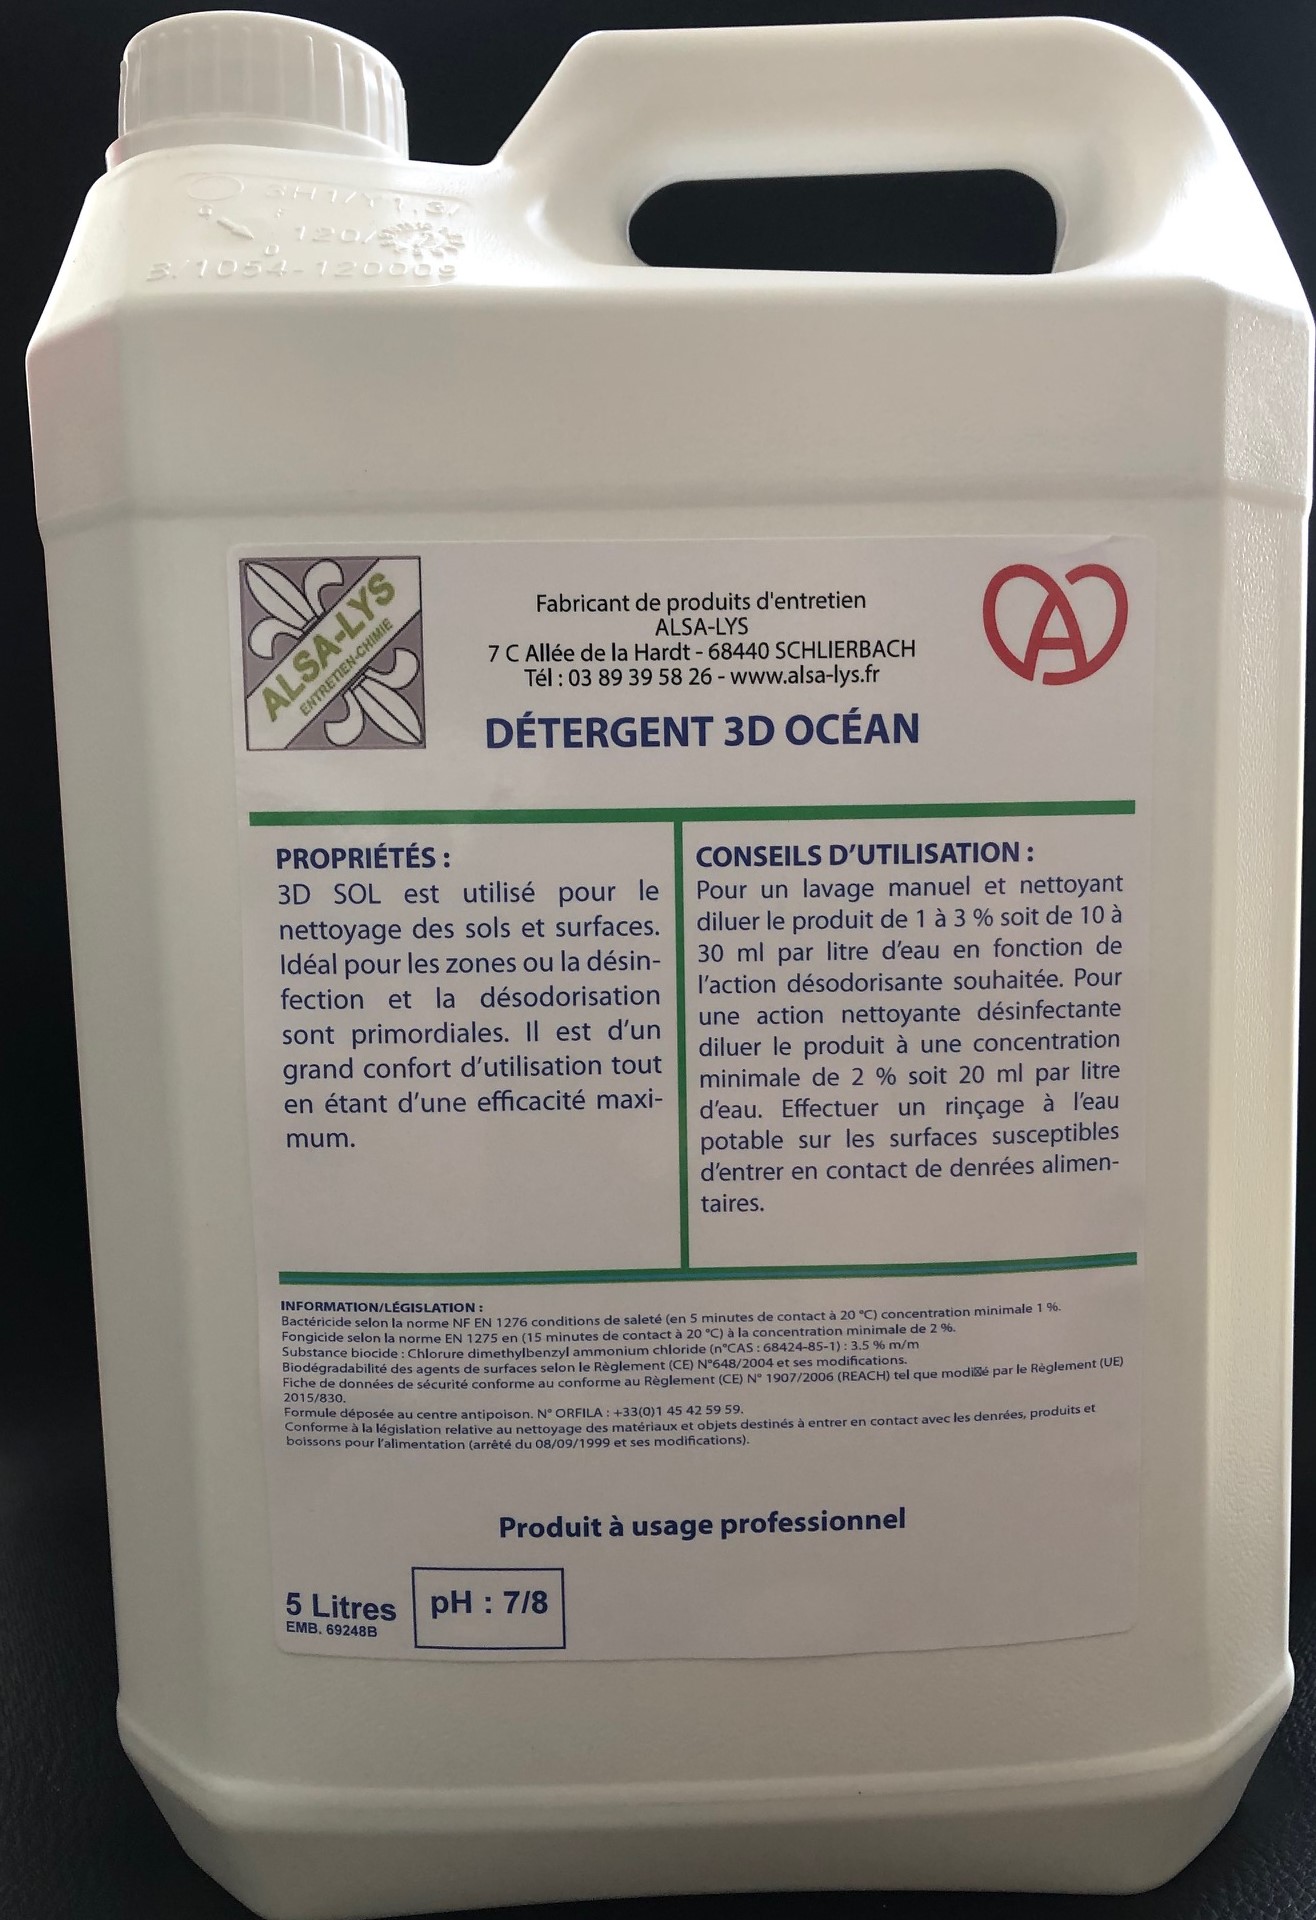 3H1/Y1.3/
120/
3/1054-120009
ALSA-LYS
ENTRETIEN-CHIMIE
Fabricant de produits d'entretien
ALSA-LYS
7 C Allée de la Hardt - 68440 SCHLIERBACH
Tél : 03 89 39 58 26 - www.alsa-lys.fr
DÉTERGENT 3D OCÉAN
PROPRIÉTÉS :
3D SOL est utilisé pour le
nettoyage des sols et surfaces.
Idéal pour les zones ou la désin-
fection et la désodorisation
sont primordiales. Il est d'un
grand confort d'utilisation tout
en étant d'une efficacité maxi-
mum.
CONSEILS D'UTILISATION :
Pour un lavage manuel et nettoyant
diluer le produit de 1 à 3 % soit de 10 à
30 ml par litre d'eau en fonction de
l'action désodorisante souhaitée. Pour
une action nettoyante désinfectante
diluer le produit à une concentration
minimale de 2 % soit 20 ml par litre
d'eau. Effectuer un rinçage à l'eau
potable sur les surfaces susceptibles
d'entrer en contact de denrées alimen-
taires.
INFORMATION/LÉGISLATION :
Bactéricide selon la norme NF EN 1276 conditions de saleté (en 5 minutes de contact à 20 °C) concentration minimale 1 %.
Fongicide selon la norme EN 1275 en (15 minutes de contact à 20 °C) à la concentration minimale de 2 %.
Substance biocide : Chlorure dimethylbenzyl ammonium chloride (n°CAS : 68424-85-1) : 3.5 % m/m
Biodégradabilité des agents de surfaces selon le Règlement (CE) N°648/2004 et ses modifications.
Fiche de données de sécurité conforme au conforme au Règlement (CE) N° 1907/2006 (REACH) tel que par le Règlement (UE)
2015/830.
Formule déposée au centre antipoison. N° ORFILA : +33(0)1 45 42 59 59.
Conforme à la législation relative au nettoyage des matériaux et objets destinés à entrer en contact avec les denrées, produits et
boissons pour l'alimentation (arrêté du 08/09/1999 et ses modifications).
Produit à usage professionnel
5 Litres
EMB. 69248B
pH : 7/8